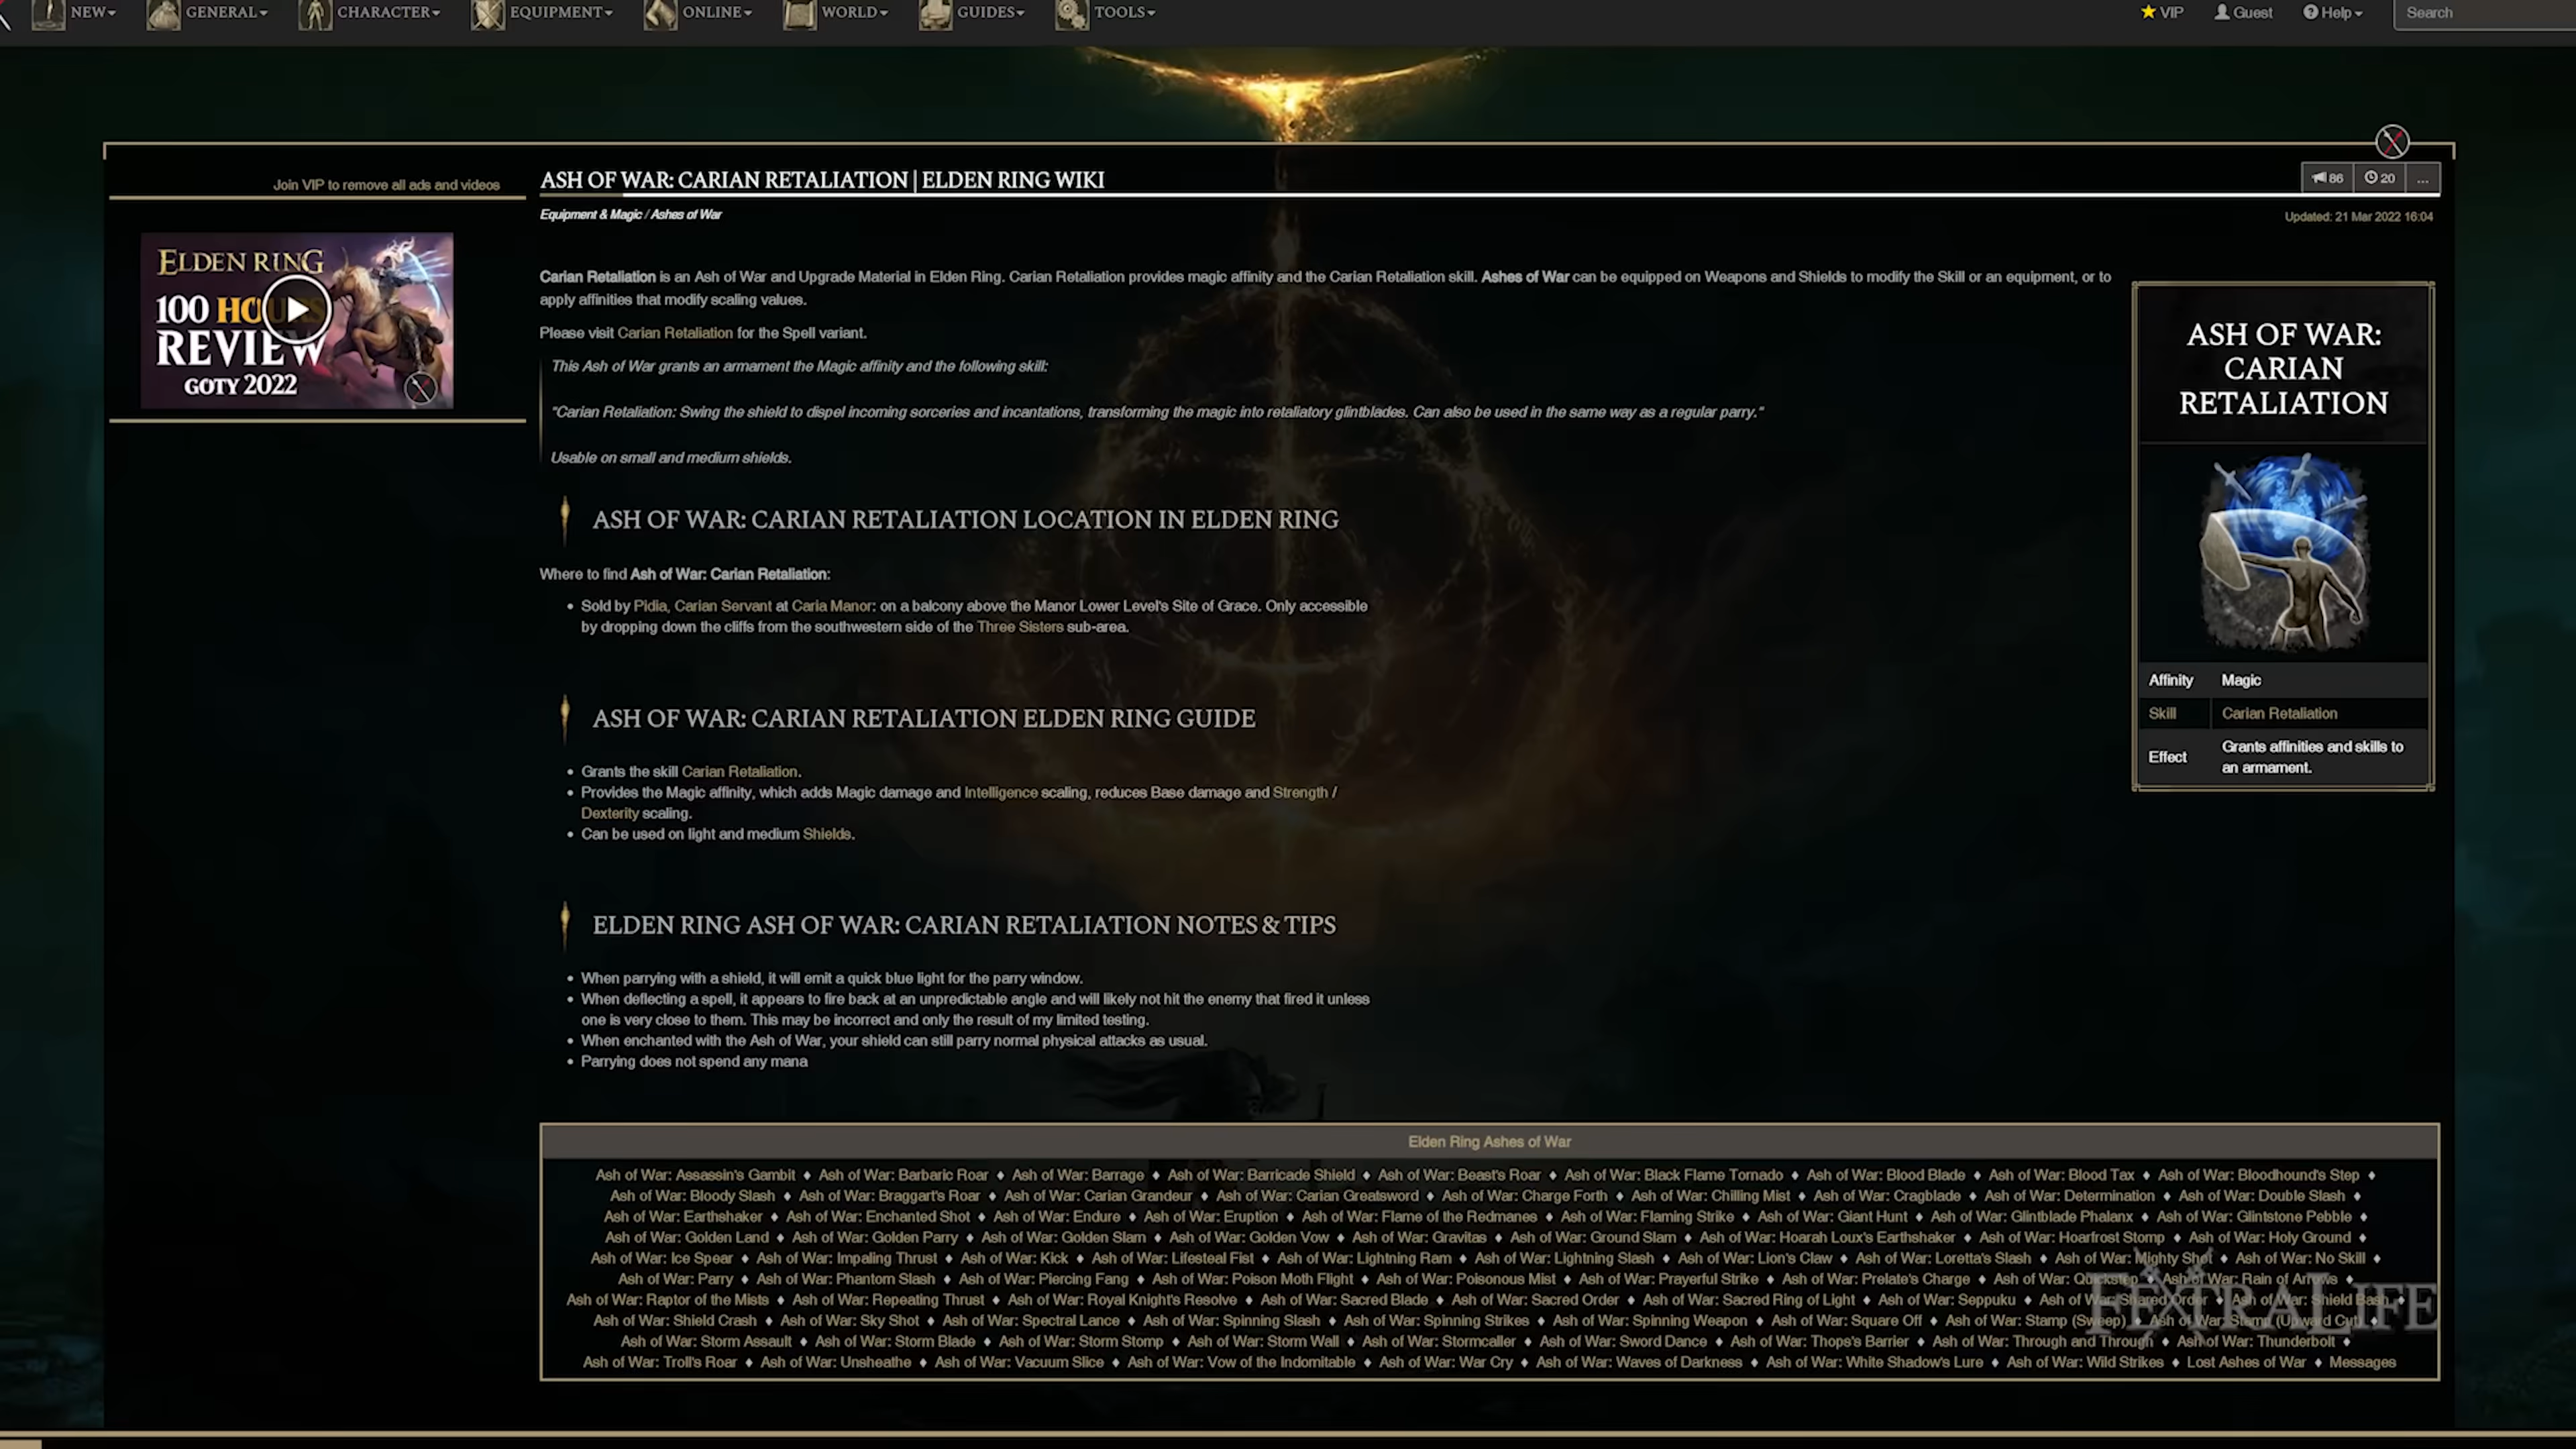 NEW GENERAL CHARACTER EQUIPMENT ONLINE WORLD GUIDES TOOLS VIP Guest Help Search
Join VIP to remove all ads and videos
ELDEN RING
100 HOURS
REVIEW
GOTY 2022
ASH OF WAR: CARIAN RETALIATION | ELDEN RING WIKI
86 20 ...
Equipment & Magic / Ashes of War
Updated: 21 Mar 2022 16:04
Carian Retaliation is an Ash of War and Upgrade Material in Elden Ring. Carian Retaliation provides magic affinity and the Carian Retaliation skill. Ashes of War can be equipped on Weapons and Shields to modify the Skill or an equipment, or to
apply affinities that modify scaling values.
Please visit Carian Retaliation for the Spell variant.
This Ash of War grants an armament the Magic affinity and the following skill:
"Carian Retaliation: Swing the shield to dispel incoming sorceries and incantations, transforming the magic into retaliatory glintblades. Can also be used in the same way as a regular parry."
Usable on small and medium shields.
ASH OF WAR: CARIAN RETALIATION LOCATION IN ELDEN RING
Where to find Ash of War: Carian Retaliation:
• Sold by Pidia, Carian Servant at Caria Manor: on a balcony above the Manor Lower Level's Site of Grace. Only accessible
by dropping down the cliffs from the southwestern side of the Three Sisters sub-area.
ASH OF WAR: CARIAN RETALIATION ELDEN RING GUIDE
• Grants the skill Carian Retaliation.
• Provides the Magic affinity, which adds Magic damage and Intelligence scaling, reduces Base damage and Strength /
Dexterity scaling.
• Can be used on light and medium Shields.
ELDEN RING ASH OF WAR: CARIAN RETALIATION NOTES & TIPS
• When parrying with a shield, it will emit a quick blue light for the parry window.
• When deflecting a spell, it appears to fire back at an unpredictable angle and will likely not hit the enemy that fired it unless
one is very close to them. This may be incorrect and only the result of my limited testing.
• When enchanted with the Ash of War, your shield can still parry normal physical attacks as usual.
• Parrying does not spend any mana
ASH OF WAR:
CARIAN
RETALIATION
Affinity Magic
Skill Carian Retaliation
Effect Grants affinities and skills to
an armament.
Elden Ring Ashes of War
Ash of War: Assassin's Gambit ♦ Ash of War: Barbaric Roar ♦ Ash of War: Barrage ♦ Ash of War: Barricade Shield ♦ Ash of War: Beast's Roar ♦ Ash of War: Black Flame Tornado ♦ Ash of War: Blood Blade ♦ Ash of War: Blood Tax ♦ Ash of War: Bloodhound's Step ♦
Ash of War: Bloody Slash ♦ Ash of War: Braggart's Roar ♦ Ash of War: Carian Grandeur ♦ Ash of War: Carian Greatsword ♦ Ash of War: Charge Forth ♦ Ash of War: Chilling Mist ♦ Ash of War: Cragblade ♦ Ash of War: Determination ♦ Ash of War: Double Slash ♦
Ash of War: Earthshaker ♦ Ash of War: Enchanted Shot ♦ Ash of War: Endure ♦ Ash of War: Eruption ♦ Ash of War: Flame of the Redmanes ♦ Ash of War: Flaming Strike ♦ Ash of War: Giant Hunt ♦ Ash of War: Glintblade Phalanx ♦ Ash of War: Glintstone Pebble ♦
Ash of War: Golden Land ♦ Ash of War: Golden Parry ♦ Ash of War: Golden Slam ♦ Ash of War: Golden Vow ♦ Ash of War: Gravitas ♦ Ash of War: Ground Slam ♦ Ash of War: Hoarah Loux's Earthshaker ♦ Ash of War: Hoarfrost Stomp ♦ Ash of War: Holy Ground ♦
Ash of War: Ice Spear ♦ Ash of War: Impaling Thrust ♦ Ash of War: Kick ♦ Ash of War: Lifesteal Fist ♦ Ash of War: Lightning Ram ♦ Ash of War: Lightning Slash ♦ Ash of War: Lion's Claw ♦ Ash of War: Loretta's Slash ♦ Ash of War: Mighty Shot ♦ Ash of War: No Skill ♦
Ash of War: Parry ♦ Ash of War: Phantom Slash ♦ Ash of War: Piercing Fang ♦ Ash of War: Poison Moth Flight ♦ Ash of War: Poisonous Mist ♦ Ash of War: Prayerful Strike ♦ Ash of War: Prelate's Charge ♦ Ash of War: Quickstep ♦ Ash of War: Rain of Arrows ♦
Ash of War: Raptor of the Mists ♦ Ash of War: Repeating Thrust ♦ Ash of War: Royal Knight's Resolve ♦ Ash of War: Sacred Blade ♦ Ash of War: Sacred Order ♦ Ash of War: Sacred Ring of Light ♦ Ash of War: Seppuku ♦ Ash of War: Shared Order ♦ Ash of War: Shield Bash ♦
Ash of War: Shield Crash ♦ Ash of War: Sky Shot ♦ Ash of War: Spectral Lance ♦ Ash of War: Spinning Slash ♦ Ash of War: Spinning Strikes ♦ Ash of War: Spinning Weapon ♦ Ash of War: Square Off ♦ Ash of War: Stamp (Sweep) ♦ Ash of War: Stamp (Upward Cut) ♦
Ash of War: Storm Assault ♦ Ash of War: Storm Blade ♦ Ash of War: Storm Stomp ♦ Ash of War: Storm Wall ♦ Ash of War: Stormcaller ♦ Ash of War: Sword Dance ♦ Ash of War: Thops's Barrier ♦ Ash of War: Through and Through ♦ Ash of War: Thunderbolt ♦
Ash of War: Troll's Roar ♦ Ash of War: Unsheathe ♦ Ash of War: Vacuum Slice ♦ Ash of War: Vow of the Indomitable ♦ Ash of War: War Cry ♦ Ash of War: Waves of Darkness ♦ Ash of War: White Shadow's Lure ♦ Ash of War: Wild Strikes ♦ Lost Ashes of War ♦ Messages
FEXTRALIFE